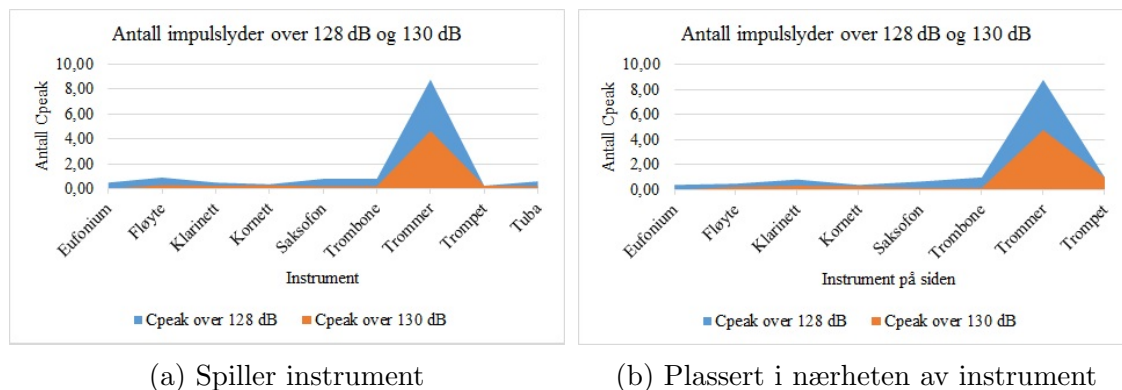 Antall impulslyder over 128 dB og 130 dB
Antall Cpeak
10,00
8,00
6,00
4,00
2,00
0,00
Eufonium
Fløyte
Klarinett
Kornett
Saksofon
Trombone
Trommer
Trompet
Tuba
Instrument
Cpeak over 128 dB
Cpeak over 130 dB
(a) Spiller instrument
Antall impulslyder over 128 dB og 130 dB
Antall Cpeak
10,00
8,00
6,00
4,00
2,00
0,00
Eufonium
Fløyte
Klarinett
Kornett
Saksofon
Trombone
Trommer
Trompet
Instrument på siden
Cpeak over 128 dB
Cpeak over 130 dB
(b) Plassert i nærheten av instrument